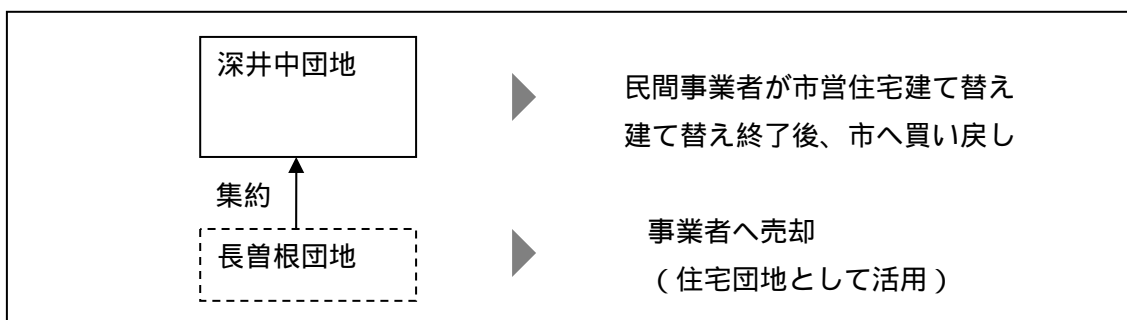 深井中団地
民間事業者が市営住宅建て替え
建て替え終了後、市へ買い戻し
集約
長曽根団地
事業者へ売却
(住宅団地として活用)